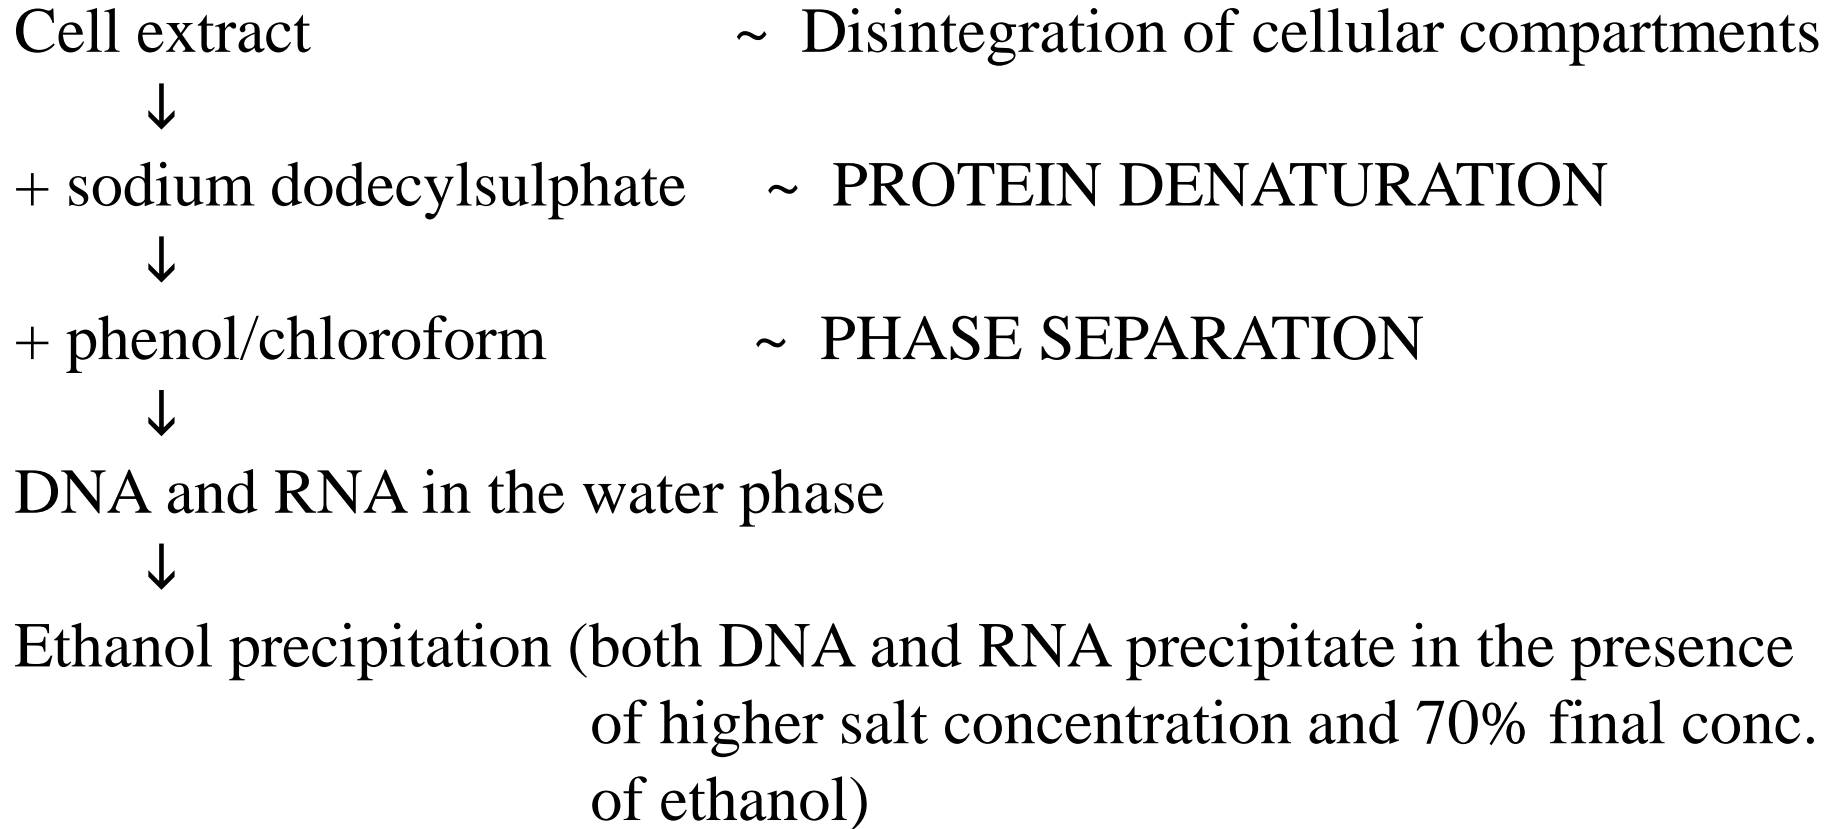 Cell extract ~ Disintegration of cellular compartments
↓
+ sodium dodecylsulphate ~ PROTEIN DENATURATION
↓
+ phenol/chloroform ~ PHASE SEPARATION
↓
DNA and RNA in the water phase
↓
Ethanol precipitation (both DNA and RNA precipitate in the presence
of higher salt concentration and 70% final conc.
of ethanol)